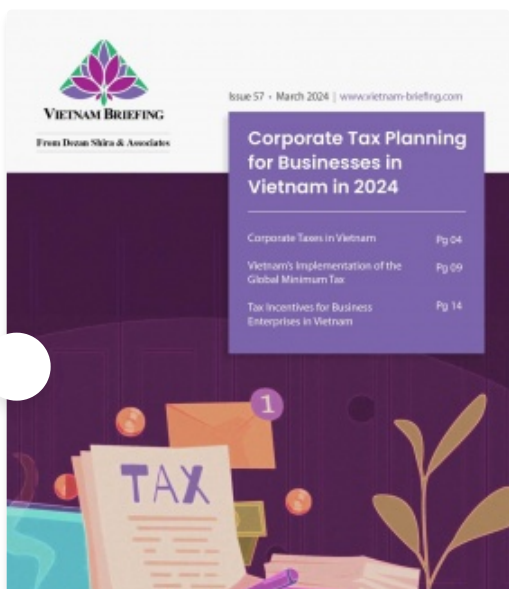 VIETNAM BRIEFING
From Dezan Shira & Associates
Issue 57 • March 2024 | www.vietnam-briefing.com
Corporate Tax Planning
for Businesses in
Vietnam in 2024
Corporate Taxes in Vietnam Pg 04
Vietnam's Implementation of the Pg 09
Global Minimum Tax
Tax Incentives for Business Pg 14
Enterprises in Vietnam
1
TAX